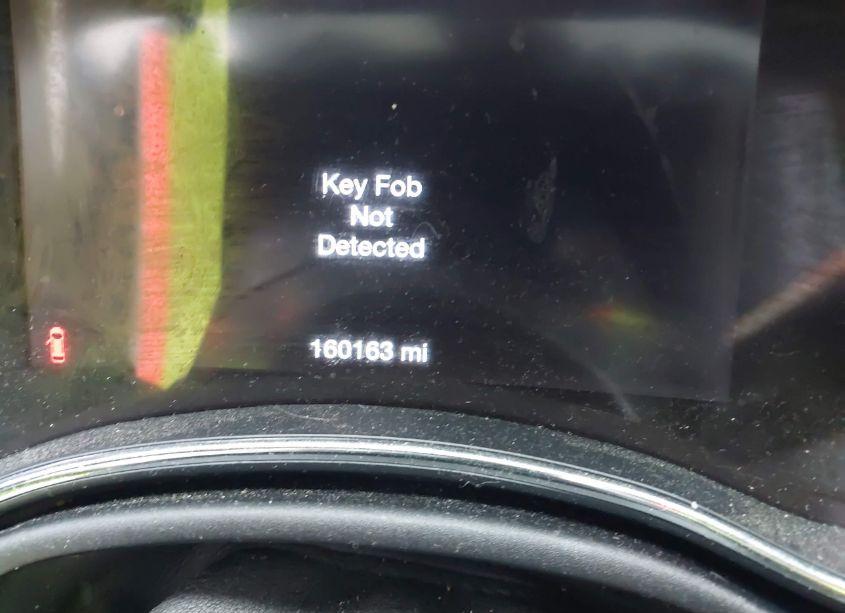 Key Fob
Not
Detected
160163 mi